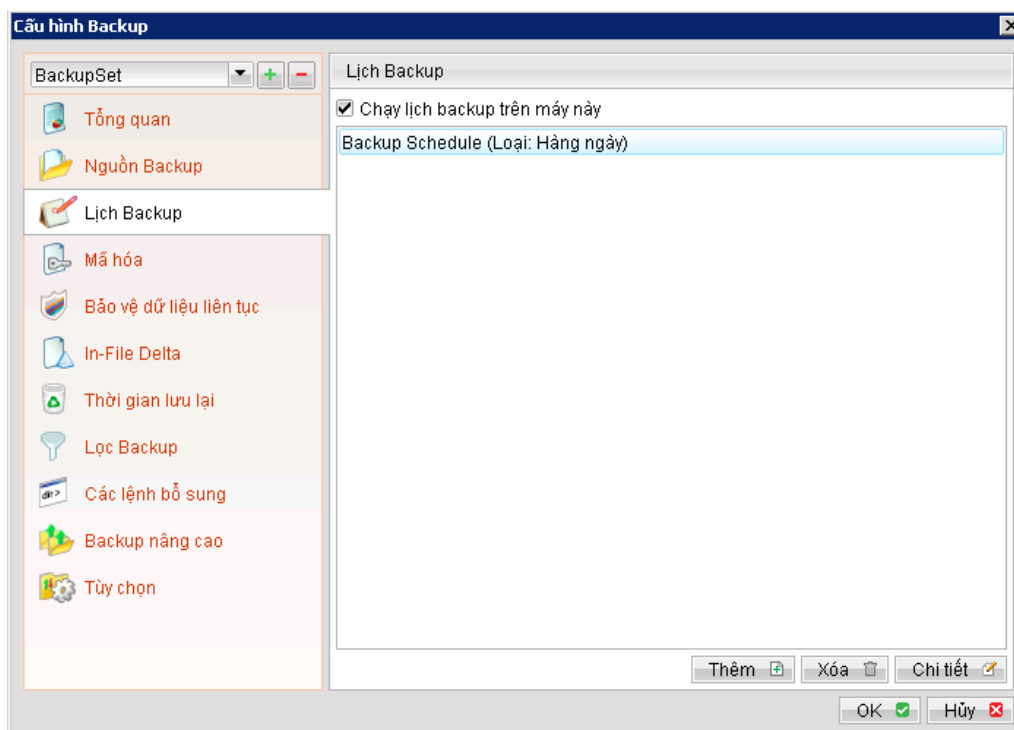 Cấu hình Backup
BackupSet
Tổng quan
Nguồn Backup
Lịch Backup
Mã hóa
Bảo vệ dữ liệu liên tục
In-File Delta
Thời gian lưu lại
Lọc Backup
dir>
Các lệnh bổ sung
Backup nâng cao
Tùy chọn
Lịch Backup
Chạy lịch backup trên máy này
Backup Schedule (Loại: Hàng ngày)
Thêm Xóa Chi tiết
OK Hủy